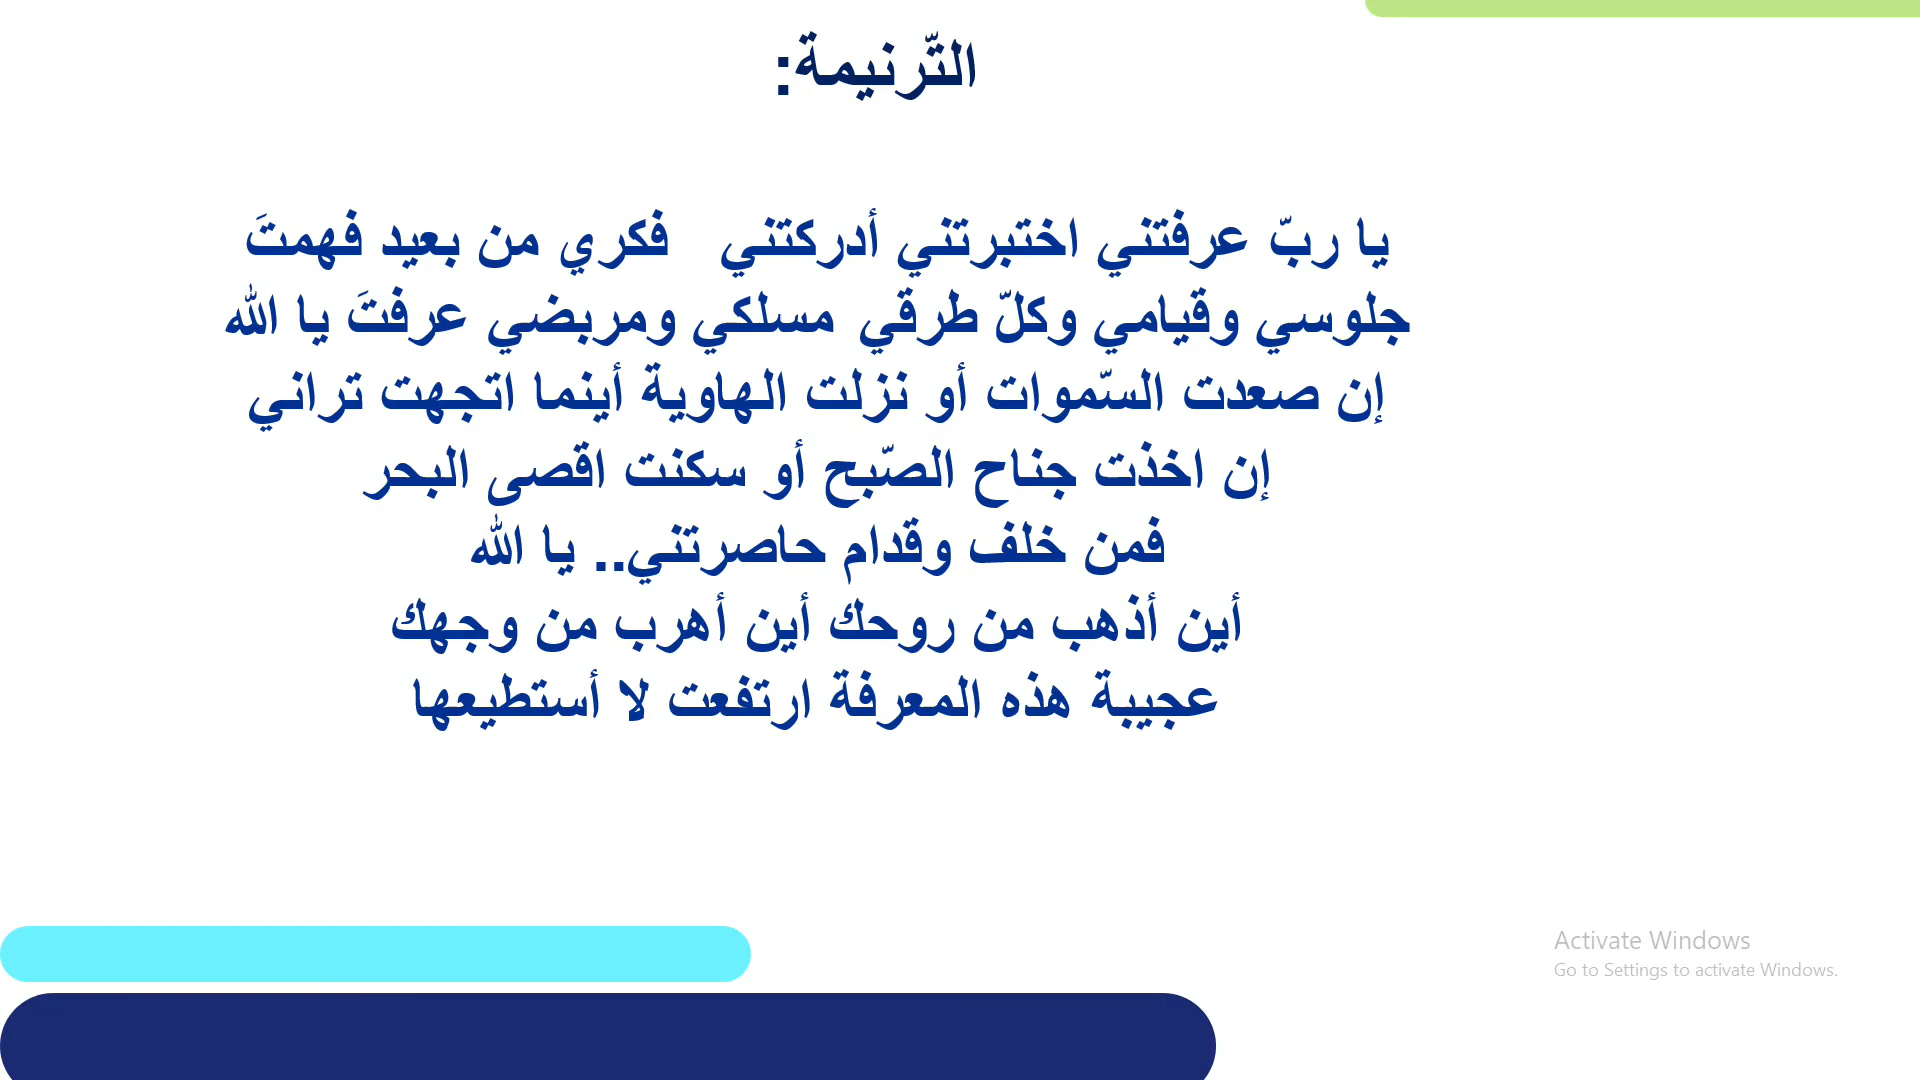 التّرنيمة:
يا ربّ عرفتني اختبرتني أدركتني فكري من بعيد فهمتَ
جلوسي وقيامي وكلّ طرقي مسلكي ومربضي عرفتَ يا الله
إن صعدت السّموات أو نزلت الهاوية أينما اتجهت تراني
إن اخذت جناح الصّبح أو سكنت اقصى البحر
فمن خلف وقدام حاصرتني.. يا الله
أين أذهب من روحك أين أهرب من وجهك
عجيبة هذه المعرفة ارتفعت لا أستطيعها
Activate Windows
Go to Settings to activate Windows.